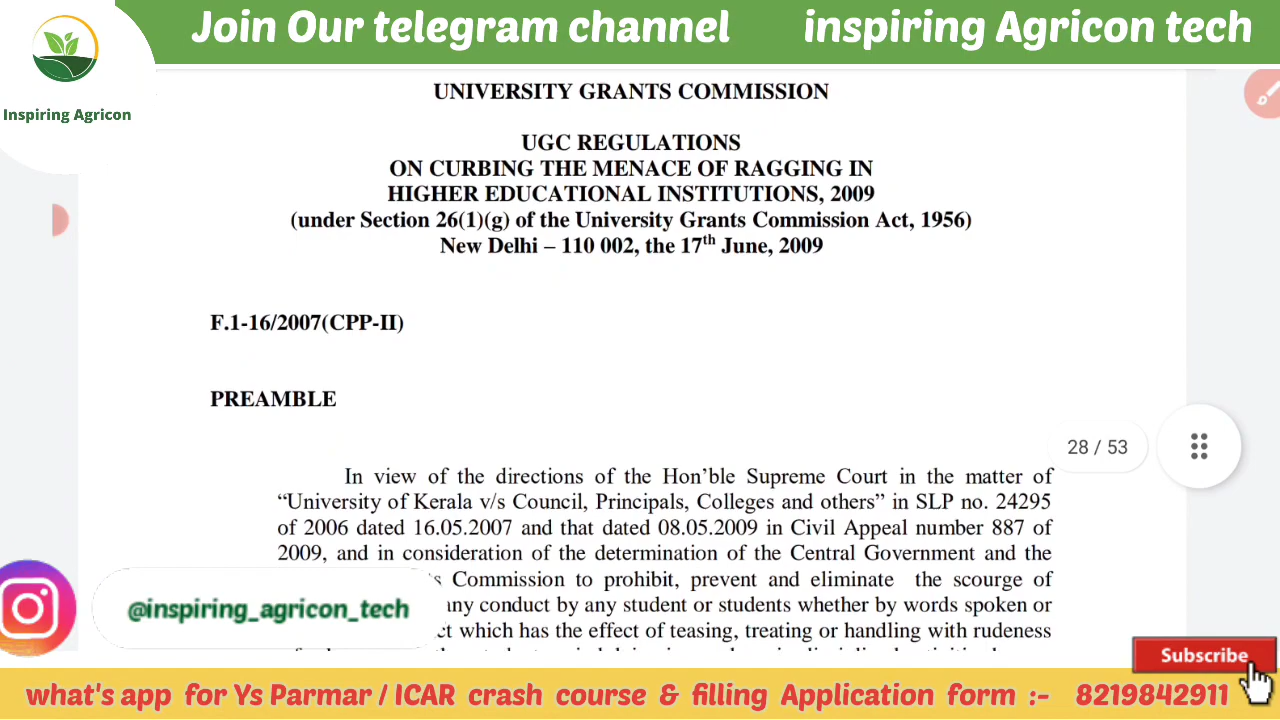 Join Our telegram channel inspiring Agricon tech
Inspiring Agricon
UNIVERSITY GRANTS COMMISSION
UGC REGULATIONS
ON CURBING THE MENACE OF RAGGING IN
HIGHER EDUCATIONAL INSTITUTIONS, 2009
(under Section 26(1)(g) of the University Grants Commission Act, 1956)
New Delhi – 110 002, the 17th June, 2009
F.1-16/2007(CPP-II)
PREAMBLE
28 / 53
In view of the directions of the Hon’ble Supreme Court in the matter of
“University of Kerala v/s Council, Principals, Colleges and others” in SLP no. 24295
of 2006 dated 16.05.2007 and that dated 08.05.2009 in Civil Appeal number 887 of
2009, and in consideration of the determination of the Central Government and the
Commission to prohibit, prevent and eliminate the scourge of
any conduct by any student or students whether by words spoken or
which has the effect of teasing, treating or handling with rudeness
@inspiring_agricon_tech
Subscribe
what's app for Ys Parmar / ICAR crash course & filling Application form :- 8219842911